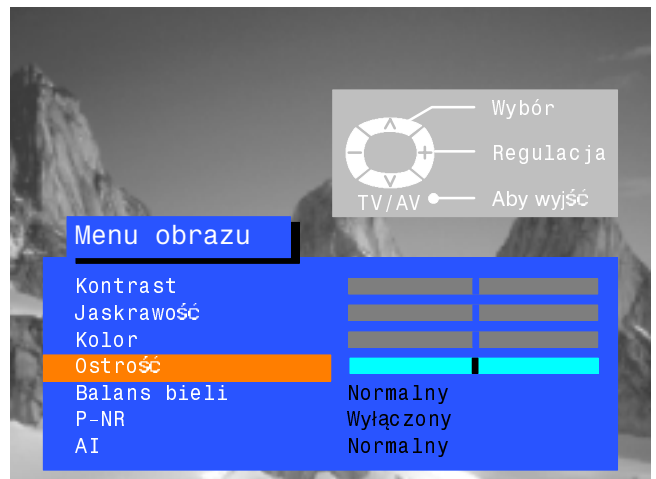 Wybór
Regulacja
TV/AV Aby wyjść
Menu obrazu
Kontrast
Jaskrawość
Kolor
Ostrość
Balans bieli Normalny
P-NR Wyłączony
AI Normalny